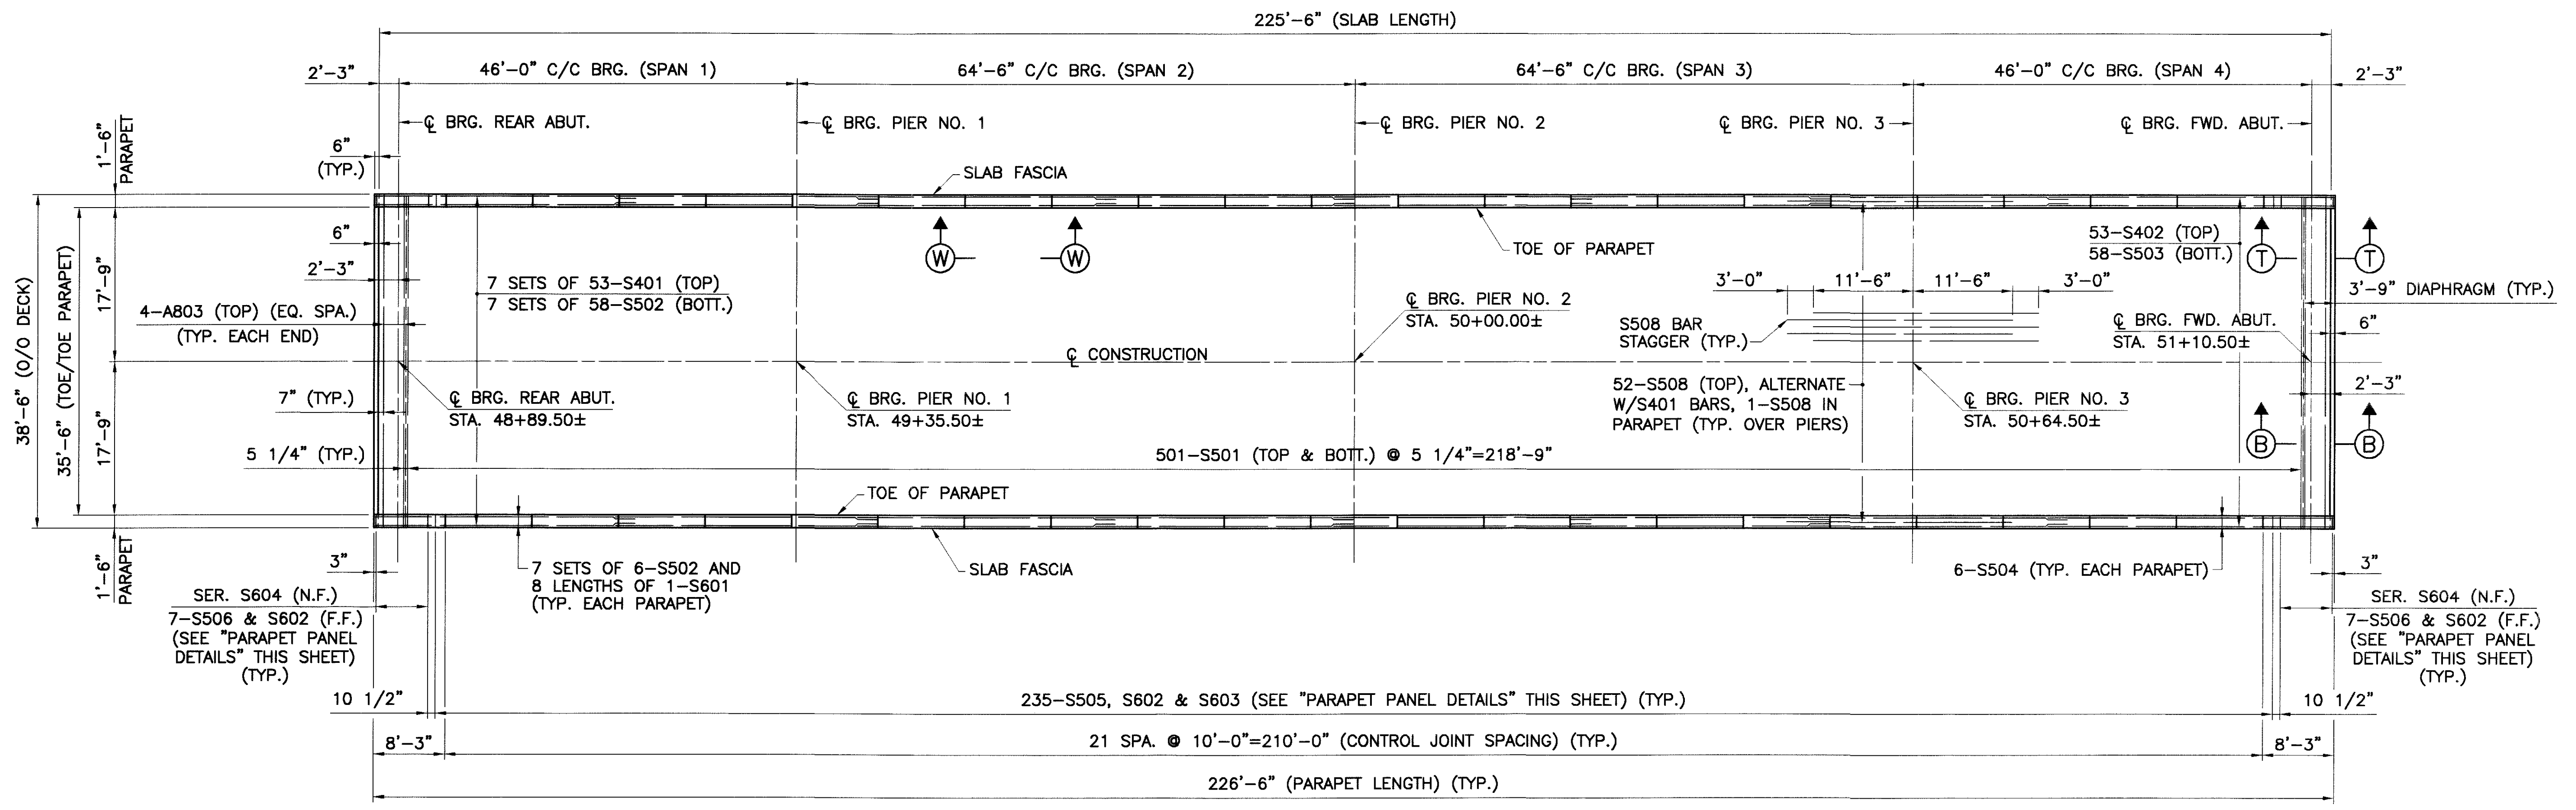 225'-6" (SLAB LENGTH)
2'-3"
46'-0" C/C BRG. (SPAN 1)
64'-6" C/C BRG. (SPAN 2)
64'-6" C/C BRG. (SPAN 3)
46'-0" C/C BRG. (SPAN 4)
2'-3"
℄ BRG. REAR ABUT.
℄ BRG. PIER NO. 1
℄ BRG. PIER NO. 2
℄ BRG. PIER NO. 3
℄ BRG. FWD. ABUT.
1'-6"
PARAPET
6"
(TYP.)
SLAB FASCIA
38'-6" (O/O DECK)
35'-6" (TOE/TOE PARAPET)
17'-9"
17'-9"
6"
2'-3"
4-A803 (TOP) (EQ. SPA.)
(TYP. EACH END)
7" (TYP.)
5 1/4" (TYP.)
7 SETS OF 53-S401 (TOP)
7 SETS OF 58-S502 (BOTT.)
W
W
TOE OF PARAPET
℄ BRG. REAR ABUT.
STA. 48+89.50±
℄ BRG. PIER NO. 1
STA. 49+35.50±
℄ CONSTRUCTION
℄ BRG. PIER NO. 2
STA. 50+00.00±
3'-0"
11'-6"
11'-6"
3'-0"
S508 BAR
STAGGER (TYP.)
52-S508 (TOP), ALTERNATE
W/S401 BARS, 1-S508 IN
PARAPET (TYP. OVER PIERS)
℄ BRG. PIER NO. 3
STA. 50+64.50±
53-S402 (TOP)
58-S503 (BOTT.)
T
T
3'-9" DIAPHRAGM (TYP.)
℄ BRG. FWD. ABUT.
STA. 51+10.50±
6"
2'-3"
B
B
501-S501 (TOP & BOTT.) @ 5 1/4"=218'-9"
TOE OF PARAPET
1'-6"
PARAPET
3"
7 SETS OF 6-S502 AND
8 LENGTHS OF 1-S601
(TYP. EACH PARAPET)
SLAB FASCIA
6-S504 (TYP. EACH PARAPET)
3"
SER. S604 (N.F.)
7-S506 & S602 (F.F.)
(SEE "PARAPET PANEL
DETAILS" THIS SHEET)
(TYP.)
SER. S604 (N.F.)
7-S506 & S602 (F.F.)
(SEE "PARAPET PANEL
DETAILS" THIS SHEET)
(TYP.)
10 1/2"
235-S505, S602 & S603 (SEE "PARAPET PANEL DETAILS" THIS SHEET) (TYP.)
10 1/2"
8'-3"
21 SPA. @ 10'-0"=210'-0" (CONTROL JOINT SPACING) (TYP.)
8'-3"
226'-6" (PARAPET LENGTH) (TYP.)